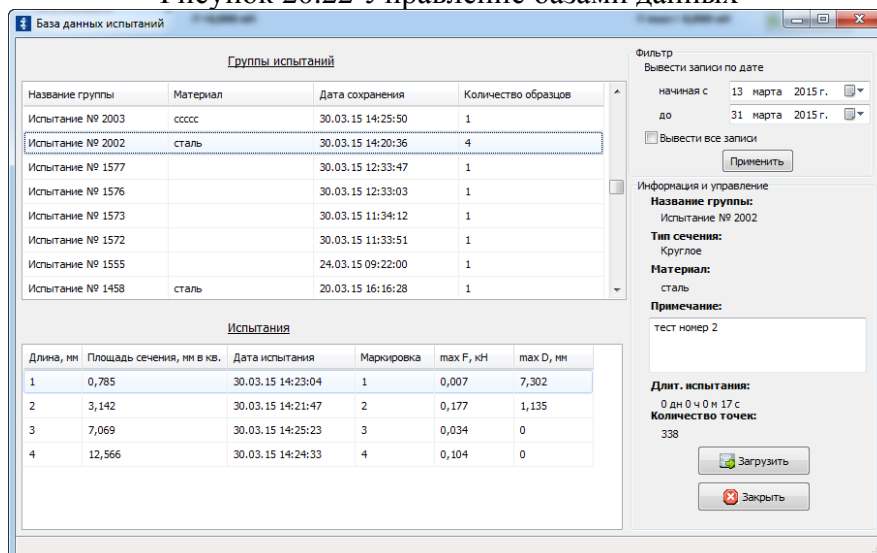 Рисунок 20.22 Управление базами данных
База данных испытаний
Группы испытаний
Название группы Материал Дата сохранения Количество образцов
Испытание № 2003 ccccc 30.03.15 14:25:50 1
Испытание № 2002 сталь 30.03.15 14:20:36 4
Испытание № 1577 30.03.15 12:33:47 1
Испытание № 1576 30.03.15 12:33:03 1
Испытание № 1573 30.03.15 11:34:12 1
Испытание № 1572 30.03.15 11:33:51 1
Испытание № 1555 24.03.15 09:22:00 1
Испытание № 1458 сталь 20.03.15 16:16:28 1
Испытания
Длина, мм Площадь сечения, мм в кв. Дата испытания Маркировка max F, кН max D, мм
1 0,785 30.03.15 14:23:04 1 0,007 7,302
2 3,142 30.03.15 14:21:47 2 0,177 1,135
3 7,069 30.03.15 14:25:23 3 0,034 0
4 12,566 30.03.15 14:24:33 4 0,104 0
Фильтр
Вывести записи по дате
начиная с 13 марта 2015 г.
до 31 марта 2015 г.
Вывести все записи
Применить
Информация и управление
Название группы:
Испытание № 2002
Тип сечения:
Круглое
Материал:
сталь
Примечание:
тест номер 2
Длит. испытания:
0 дн 0 ч 0 м 17 с
Количество точек:
338
Загрузить
Закрыть